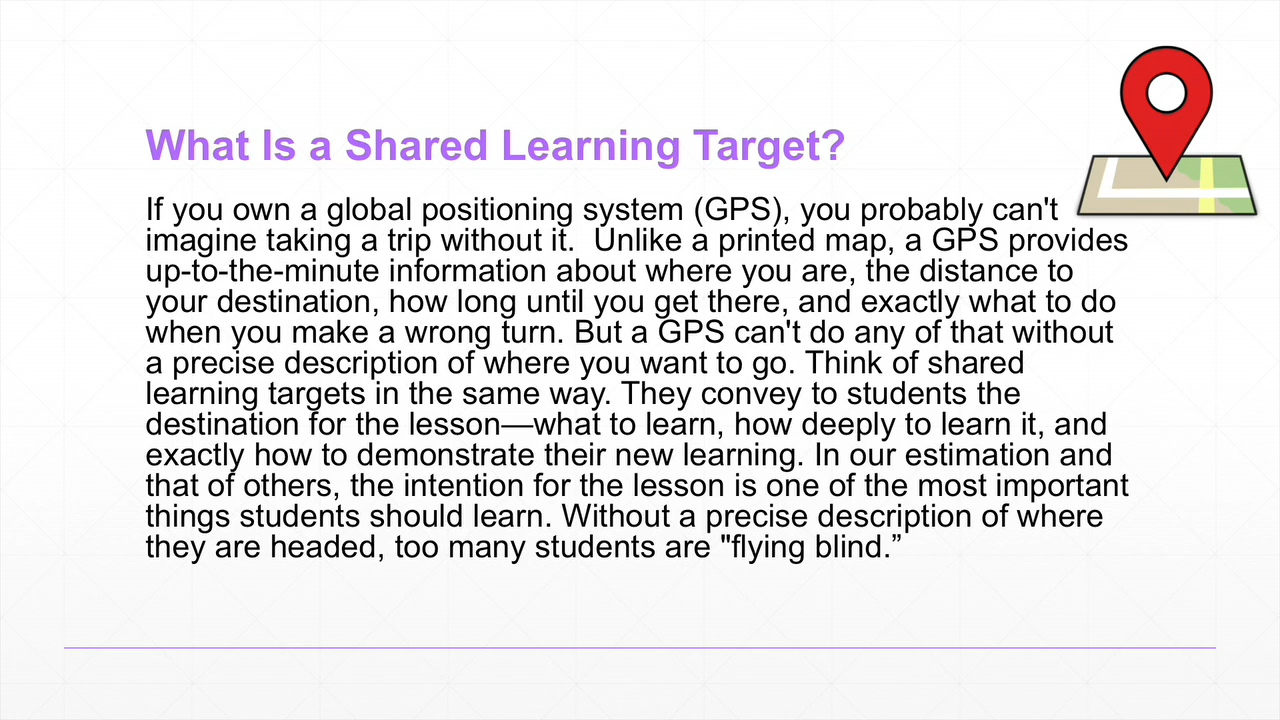 What Is a Shared Learning Target?
If you own a global positioning system (GPS), you probably can't
imagine taking a trip without it.  Unlike a printed map, a GPS provides
up-to-the-minute information about where you are, the distance to
your destination, how long until you get there, and exactly what to do
when you make a wrong turn. But a GPS can't do any of that without
a precise description of where you want to go. Think of shared
learning targets in the same way. They convey to students the
destination for the lesson—what to learn, how deeply to learn it, and
exactly how to demonstrate their new learning. In our estimation and
that of others, the intention for the lesson is one of the most important
things students should learn. Without a precise description of where
they are headed, too many students are "flying blind.”